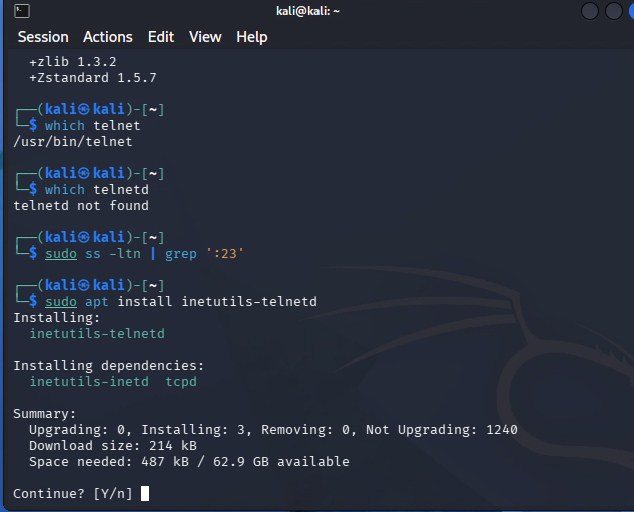 kali@kali: ~
Session Actions Edit View Help
+zlib 1.3.2
+Zstandard 1.5.7
┌──(kali㉿kali)-[~]
└─$ which telnet
/usr/bin/telnet
┌──(kali㉿kali)-[~]
└─$ which telnetd
telnetd not found
┌──(kali㉿kali)-[~]
└─$ sudo ss -ltn | grep ':23'
┌──(kali㉿kali)-[~]
└─$ sudo apt install inetutils-telnetd
Installing:
inetutils-telnetd
Installing dependencies:
inetutils-inetd tcpd
Summary:
Upgrading: 0, Installing: 3, Removing: 0, Not Upgrading: 1240
Download size: 214 kB
Space needed: 487 kB / 62.9 GB available
Continue? [Y/n]